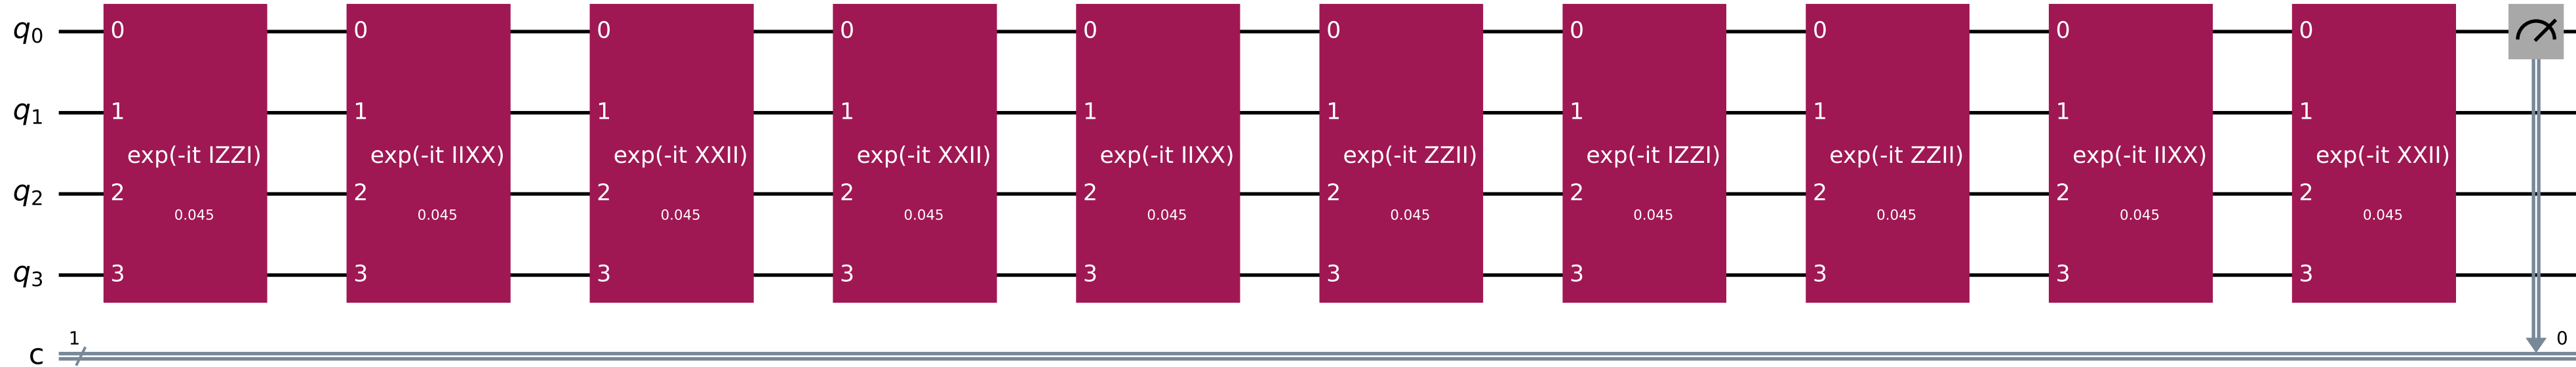 q0 0 0 0 0 0 0 0 0 0 0
q1 1 1 1 1 1 1 1 1 1 1
exp(-it IZZI) exp(-it IIXX) exp(-it XXII) exp(-it XXII) exp(-it IIXX) exp(-it ZZII) exp(-it IZZI) exp(-it ZZII) exp(-it IIXX) exp(-it XXII)
q2 2 2 2 2 2 2 2 2 2 2
0.045 0.045 0.045 0.045 0.045 0.045 0.045 0.045 0.045 0.045
q3 3 3 3 3 3 3 3 3 3 3
1 0
c